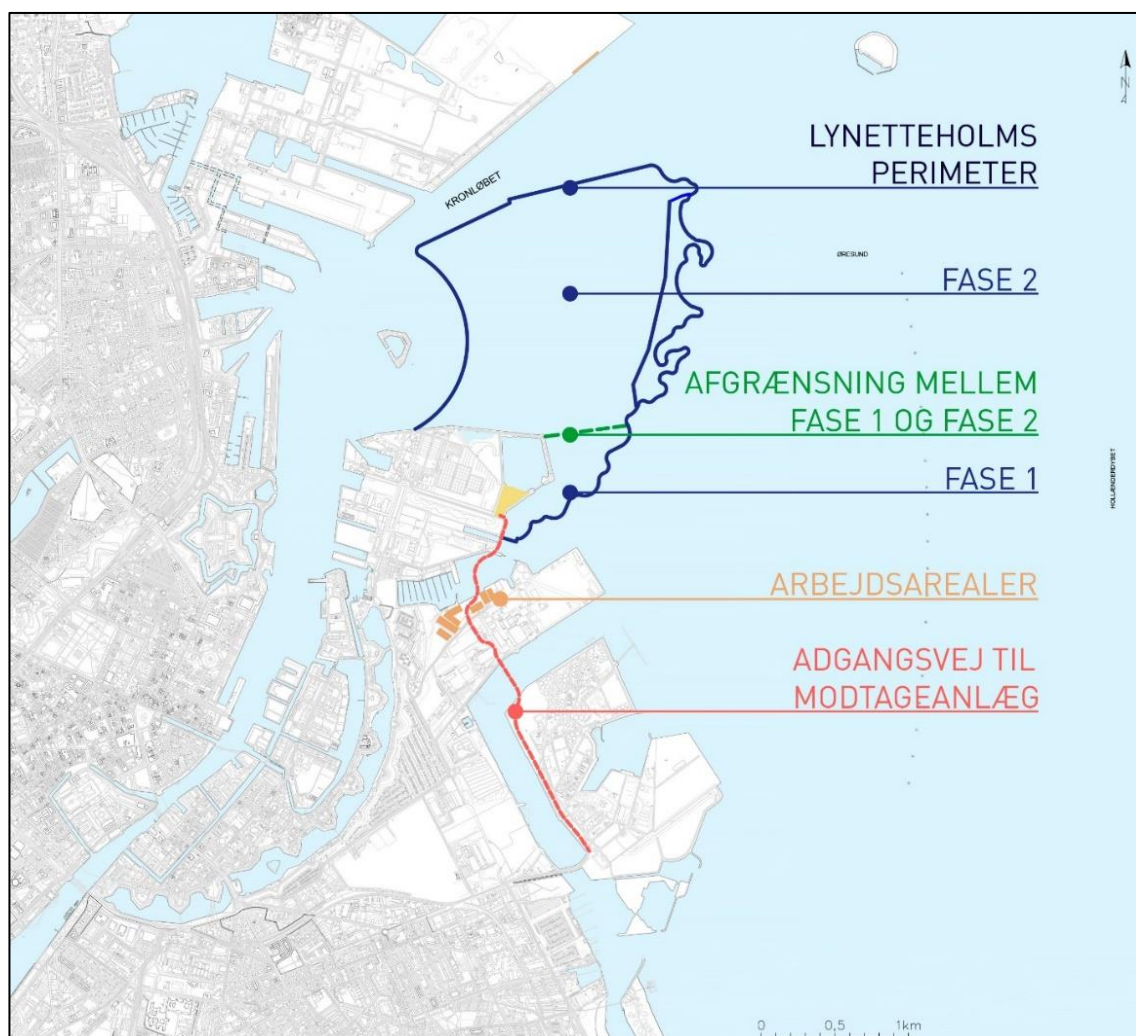 LYNETTEHOLMS
PERIMETER
KRONLØBET
ØRESUND
FASE 2
AFGRÆNSNING MELLEM
FASE 1 OG FASE 2
HOLLÆNDERDYBET
FASE 1
ARBEJDSAREALER
ADGANGSVEJ TIL
MODTAGEANLÆG
0 0,5 1km
N